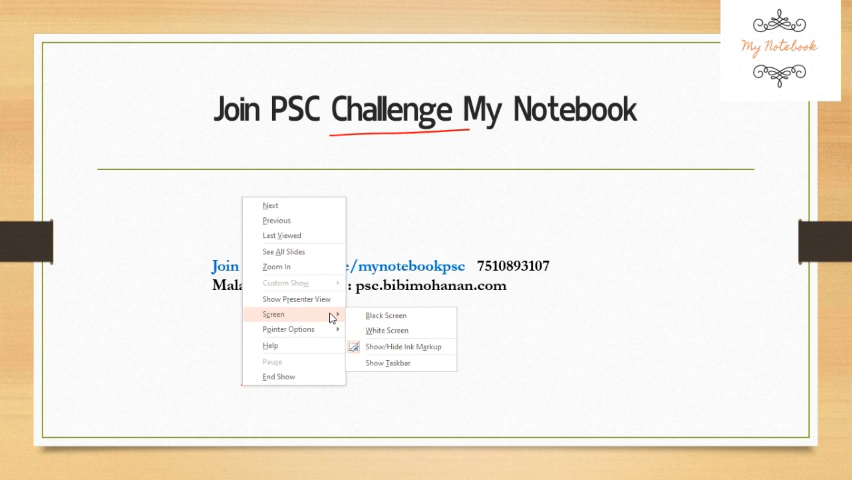 My Notebook
Join PSC Challenge My Notebook
Next
Previous
Last Viewed
See All Slides
Zoom In
Custom Show
Show Presenter View
Screen
Pointer Options
Help
Pause
End Show
Black Screen
White Screen
Show/Hide Ink Markup
Show Taskbar
Join e/mynotebookpsc 7510893107
: psc.bibimohanan.com